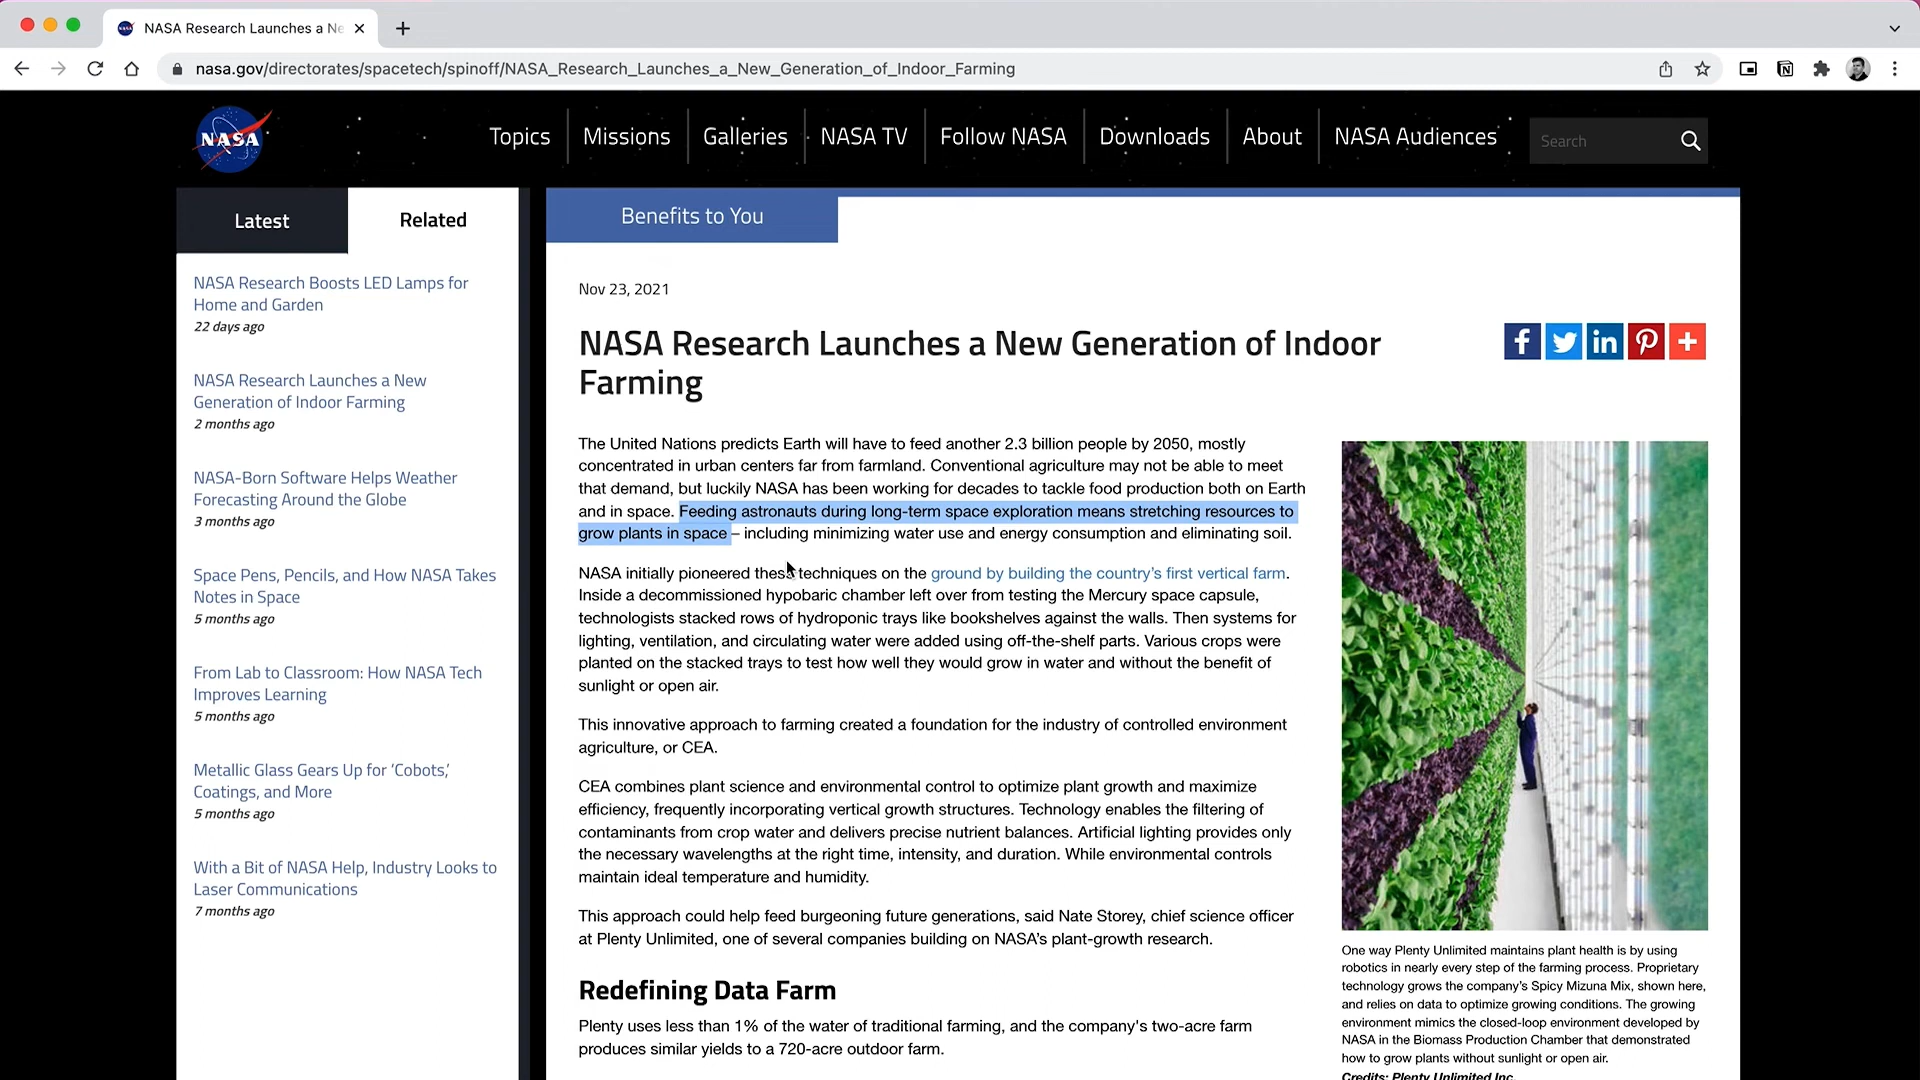 NASA Research Launches a Ne
nasa.gov/directorates/spacetech/spinoff/NASA_Research_Launches_a_New_Generation_of_Indoor_Farming
NASA
Topics
Missions
Galleries
NASA TV
Follow NASA
Downloads
About
NASA Audiences
Search
Latest
Related
NASA Research Boosts LED Lamps for
Home and Garden
22 days ago
NASA Research Launches a New
Generation of Indoor Farming
2 months ago
NASA-Born Software Helps Weather
Forecasting Around the Globe
3 months ago
Space Pens, Pencils, and How NASA Takes
Notes in Space
5 months ago
From Lab to Classroom: How NASA Tech
Improves Learning
5 months ago
Metallic Glass Gears Up for ‘Cobots,’
Coatings, and More
5 months ago
With a Bit of NASA Help, Industry Looks to
Laser Communications
7 months ago
Benefits to You
Nov 23, 2021
NASA Research Launches a New Generation of Indoor
Farming
The United Nations predicts Earth will have to feed another 2.3 billion people by 2050, mostly
concentrated in urban centers far from farmland. Conventional agriculture may not be able to meet
that demand, but luckily NASA has been working for decades to tackle food production both on Earth
and in space. Feeding astronauts during long-term space exploration means stretching resources to
grow plants in space – including minimizing water use and energy consumption and eliminating soil.
NASA initially pioneered these techniques on the ground by building the country’s first vertical farm.
Inside a decommissioned hypobaric chamber left over from testing the Mercury space capsule,
technologists stacked rows of hydroponic trays like bookshelves against the walls. Then systems for
lighting, ventilation, and circulating water were added using off-the-shelf parts. Various crops were
planted on the stacked trays to test how well they would grow in water and without the benefit of
sunlight or open air.
This innovative approach to farming created a foundation for the industry of controlled environment
agriculture, or CEA.
CEA combines plant science and environmental control to optimize plant growth and maximize
efficiency, frequently incorporating vertical growth structures. Technology enables the filtering of
contaminants from crop water and delivers precise nutrient balances. Artificial lighting provides only
the necessary wavelengths at the right time, intensity, and duration. While environmental controls
maintain ideal temperature and humidity.
This approach could help feed burgeoning future generations, said Nate Storey, chief science officer
at Plenty Unlimited, one of several companies building on NASA’s plant-growth research.
Redefining Data Farm
Plenty uses less than 1% of the water of traditional farming, and the company's two-acre farm
produces similar yields to a 720-acre outdoor farm.
One way Plenty Unlimited maintains plant health is by using
robotics in nearly every step of the farming process. Proprietary
technology grows the company’s Spicy Mizuna Mix, shown here,
and relies on data to optimize growing conditions. The growing
environment mimics the closed-loop environment developed by
NASA in the Biomass Production Chamber that demonstrated
how to grow plants without sunlight or open air.
Credits: Plenty Unlimited Inc.